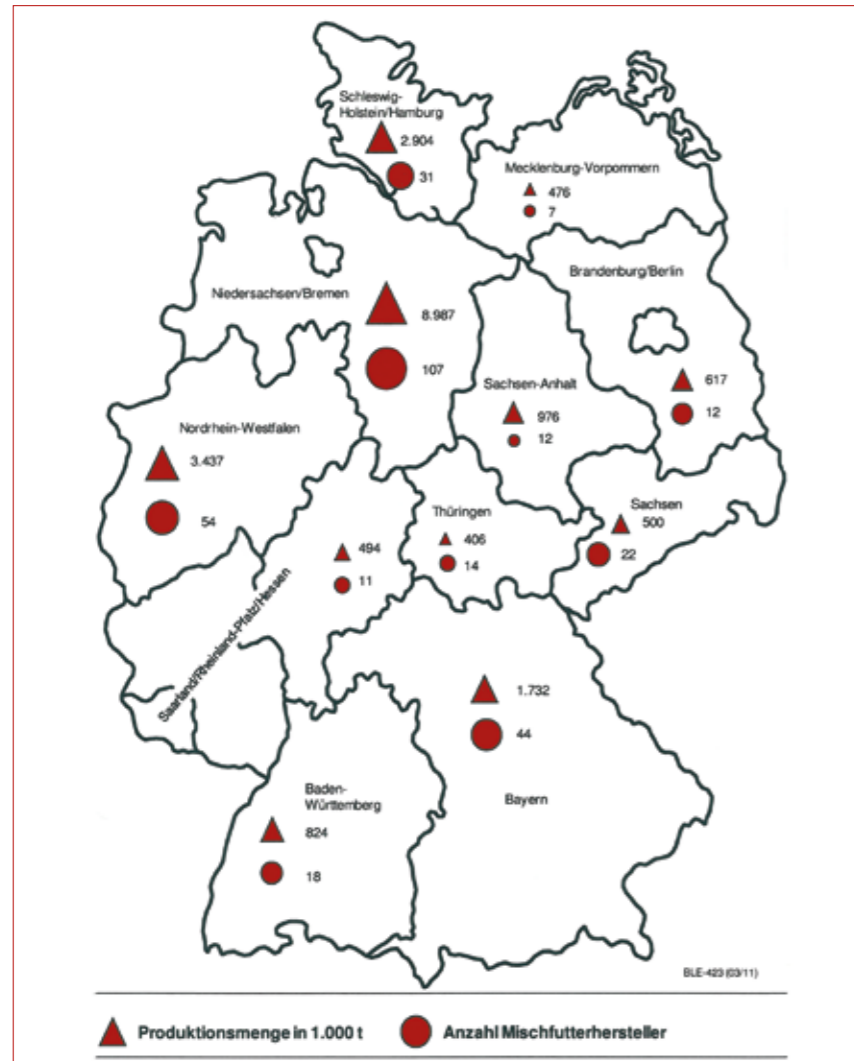 Schleswig-
Holstein/Hamburg
2.904
31
Mecklenburg-Vorpommern
476
7
Brandenburg/Berlin
617
12
Niedersachsen/Bremen
8.987
107
Sachsen-Anhalt
976
12
Nordrhein-Westfalen
3.437
54
Sachsen
500
22
Thüringen
406
14
494
11
Saarland/Rheinland-Pfalz/Hessen
1.732
44
Bayern
Baden-
Württemberg
824
18
BLE-423 (03/11)
Produktionsmenge in 1.000 t
Anzahl Mischfutterhersteller